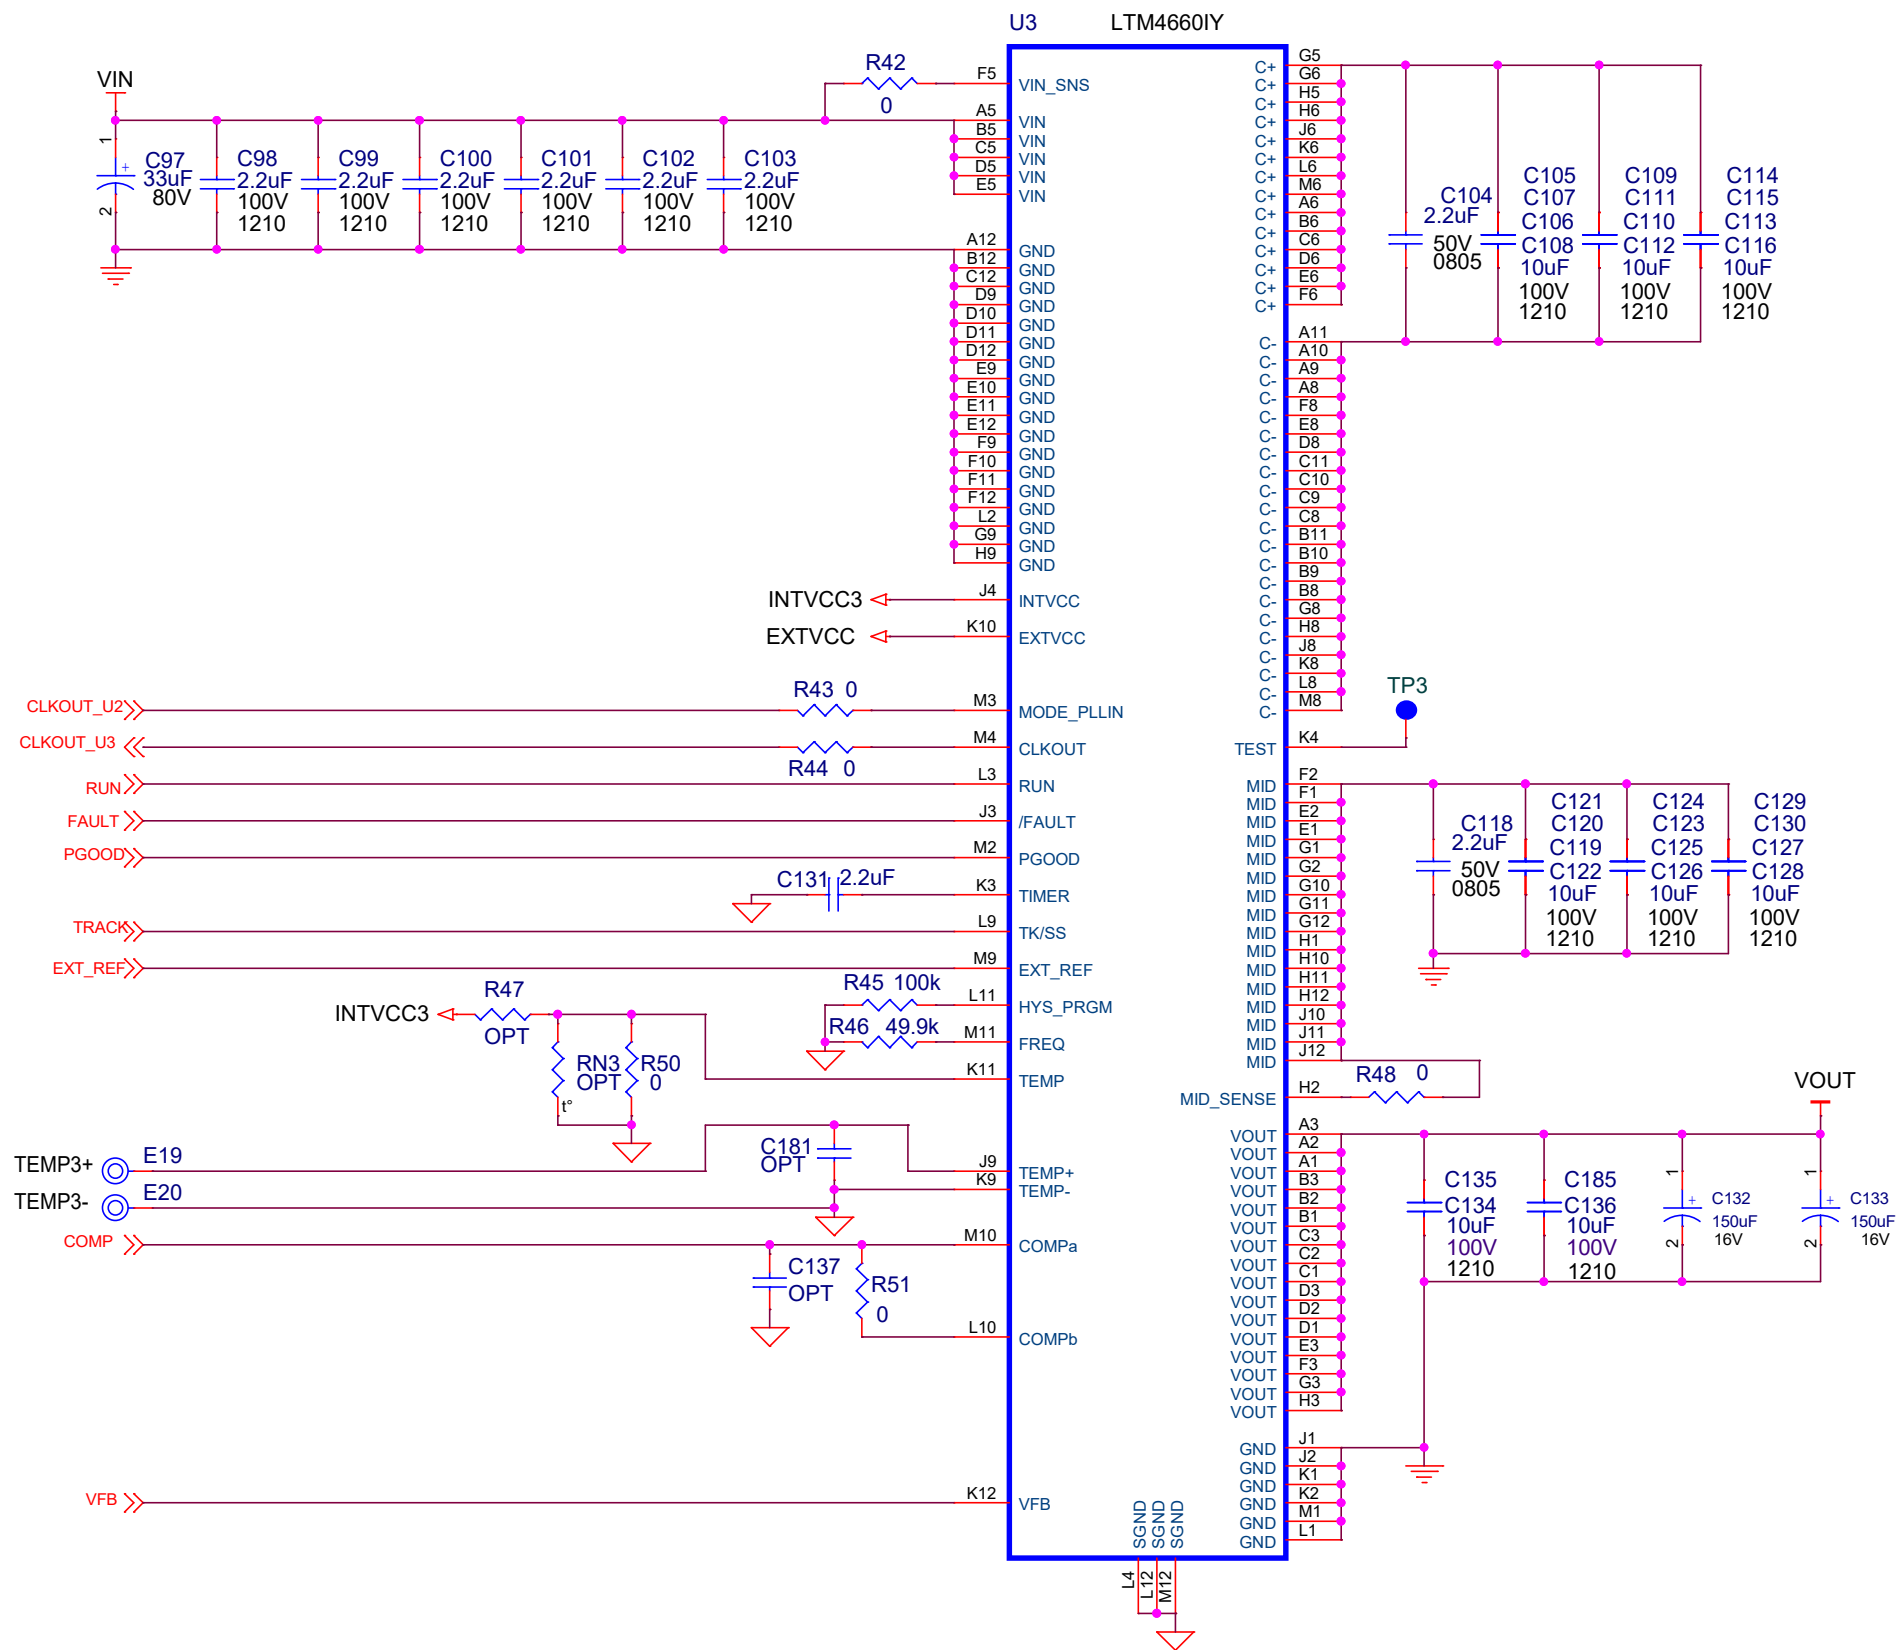 U3 LTM4660IY
VIN
R42
0
F5 VIN_SNS
A5 VIN
B5 VIN
C5 VIN
D5 VIN
E5 VIN
1
+
2
C97
33uF
80V
C98
2.2uF
100V
1210
C99
2.2uF
100V
1210
C100
2.2uF
100V
1210
C101
2.2uF
100V
1210
C102
2.2uF
100V
1210
C103
2.2uF
100V
1210
A12 GND
B12 GND
C12 GND
D9 GND
D10 GND
D11 GND
D12 GND
E9 GND
E10 GND
E11 GND
E12 GND
F9 GND
F10 GND
F11 GND
F12 GND
L2 GND
G9 GND
H9 GND
INTVCC3 J4 INTVCC
EXTVCC K10 EXTVCC
CLKOUT_U2 R43 0 M3 MODE_PLLIN
CLKOUT_U3 R44 0 M4 CLKOUT
RUN L3 RUN
FAULT J3 /FAULT
PGOOD M2 PGOOD
C131 2.2uF K3 TIMER
TRACK L9 TK/SS
EXT_REF M9 EXT_REF
R45 100k L11 HYS_PRGM
R46 49.9k M11 FREQ
INTVCC3
R47
OPT
RN3
OPT
t°
R50
0
K11 TEMP
TEMP3+ E19
C181
OPT
J9 TEMP+
TEMP3- E20
K9 TEMP-
COMP M10 COMPa
C137
OPT
R51
0
L10 COMPb
VFB K12 VFB
SGND
SGND
SGND
L4
L12
M12
C+ G5
C+ G6
C+ H5
C+ H6
C+ J6
C+ K6
C+ L6
C+ M6
C+ A6
C+ B6
C+ C6
C+ D6
C+ E6
C+ F6
C104
2.2uF
50V
0805
C105
C107
C106
C108
10uF
100V
1210
C109
C111
C110
C112
10uF
100V
1210
C114
C115
C113
C116
10uF
100V
1210
C- A11
C- A10
C- A9
C- A8
C- F8
C- E8
C- D8
C- C11
C- C10
C- C9
C- C8
C- B11
C- B10
C- B9
C- B8
C- G8
C- H8
C- J8
C- K8
C- L8
C- M8
TP3
TEST K4
MID F2
MID F1
MID E2
MID E1
MID G1
MID G2
MID G10
MID G11
MID G12
MID H1
MID H10
MID H11
MID H12
MID J10
MID J11
MID J12
C118
2.2uF
50V
0805
C121
C120
C119
C122
10uF
100V
1210
C124
C123
C125
C126
10uF
100V
1210
C129
C130
C127
C128
10uF
100V
1210
MID_SENSE H2 R48 0
VOUT
VOUT A3
VOUT A2
VOUT A1
VOUT B3
VOUT B2
VOUT B1
VOUT C3
VOUT C2
VOUT C1
VOUT D3
VOUT D2
VOUT D1
VOUT E3
VOUT F3
VOUT G3
VOUT H3
C135
C134
10uF
100V
1210
C185
C136
10uF
100V
1210
1
+
2
C132
150uF
16V
1
+
2
C133
150uF
16V
GND J1
GND J2
GND K1
GND K2
GND M1
GND L1